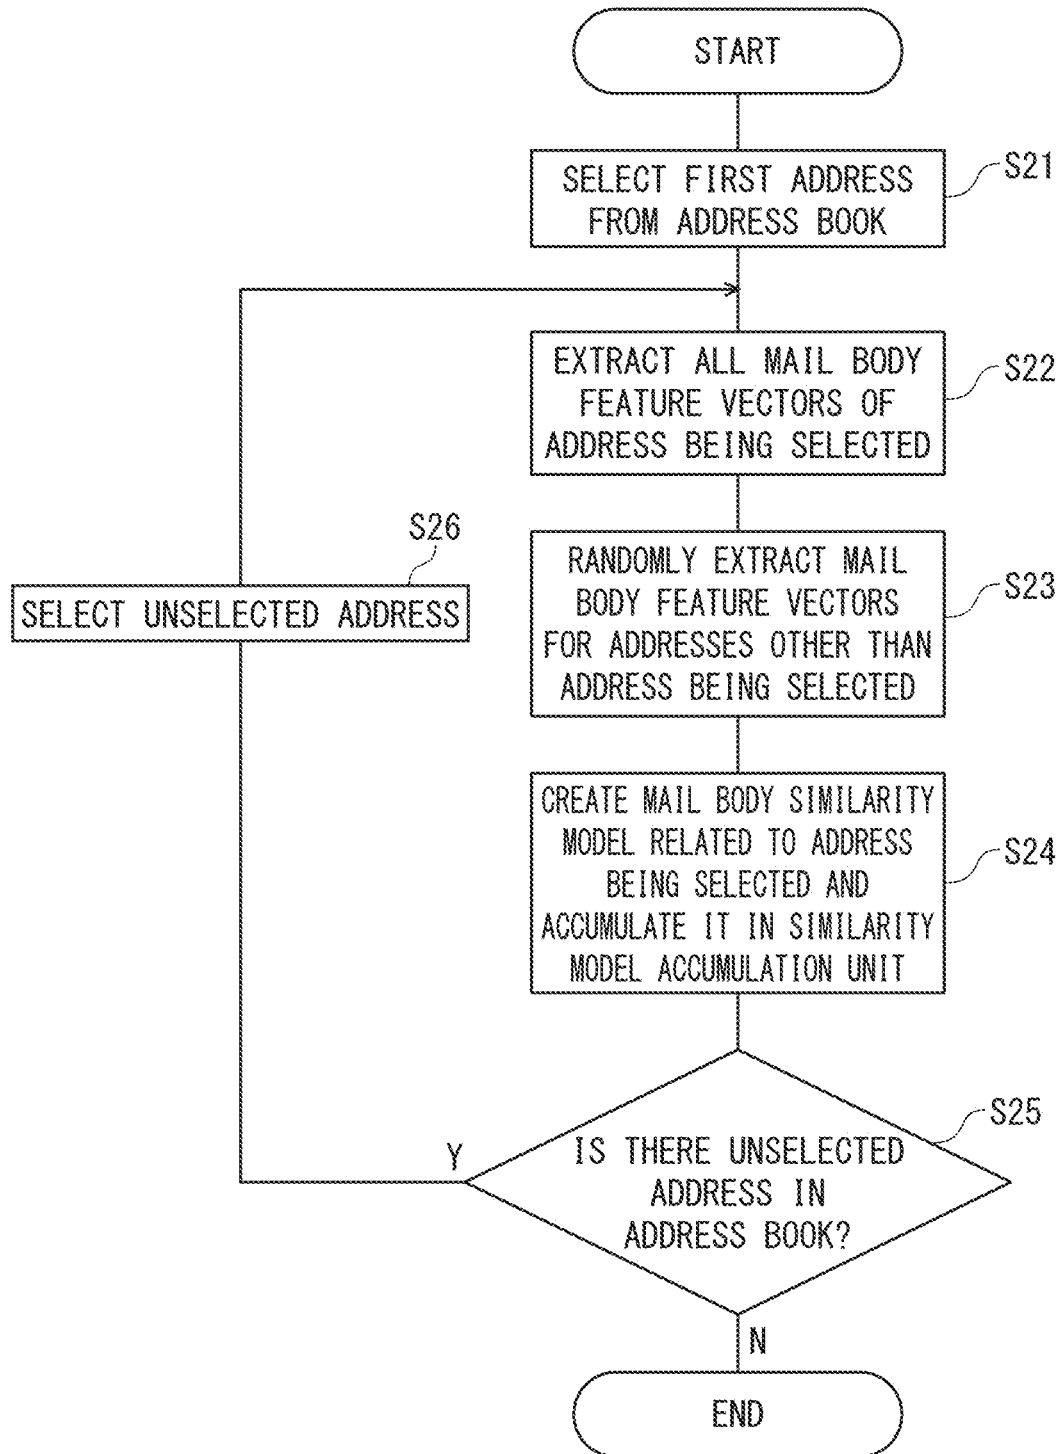 START
SELECT FIRST ADDRESS
FROM ADDRESS BOOK
S21
EXTRACT ALL MAIL BODY
FEATURE VECTORS OF
ADDRESS BEING SELECTED
S22
RANDOMLY EXTRACT MAIL
BODY FEATURE VECTORS
FOR ADDRESSES OTHER THAN
ADDRESS BEING SELECTED
S23
S26
SELECT UNSELECTED ADDRESS
CREATE MAIL BODY SIMILARITY
MODEL RELATED TO ADDRESS
BEING SELECTED AND
ACCUMULATE IT IN SIMILARITY
MODEL ACCUMULATION UNIT
S24
S25
Y
IS THERE UNSELECTED
ADDRESS IN
ADDRESS BOOK?
N
END